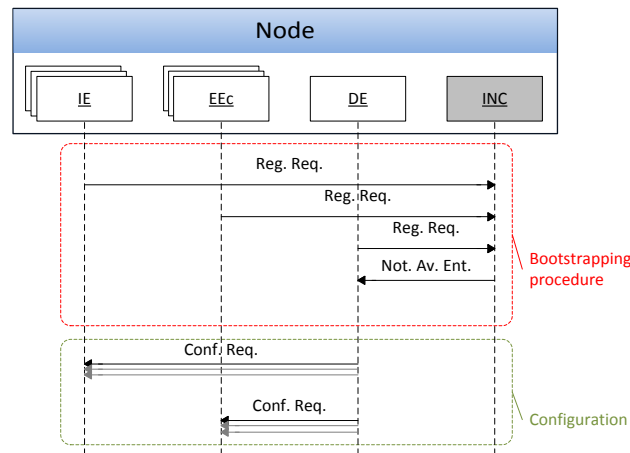 Node
IE
EEc
DE
INC
Reg. Req.
Reg. Req.
Reg. Req.
Not. Av. Ent.
Bootstrapping
procedure
Conf. Req.
Conf. Req.
Configuration